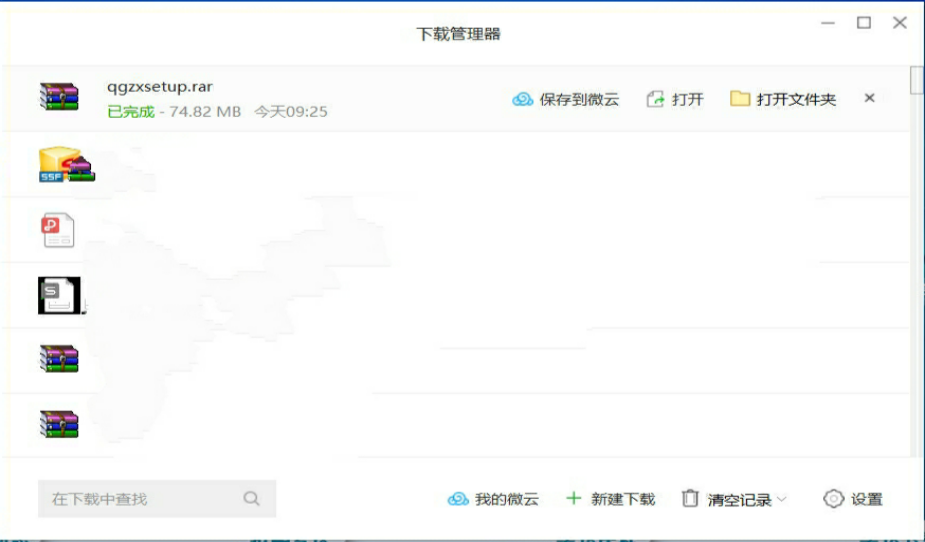 下载管理器
qgzxsetup.rar
已完成 - 74.82 MB 今天09:25
保存到微云 打开 打开文件夹
SSF
P
S
在下载中查找
我的微云 新建下载 清空记录 设置